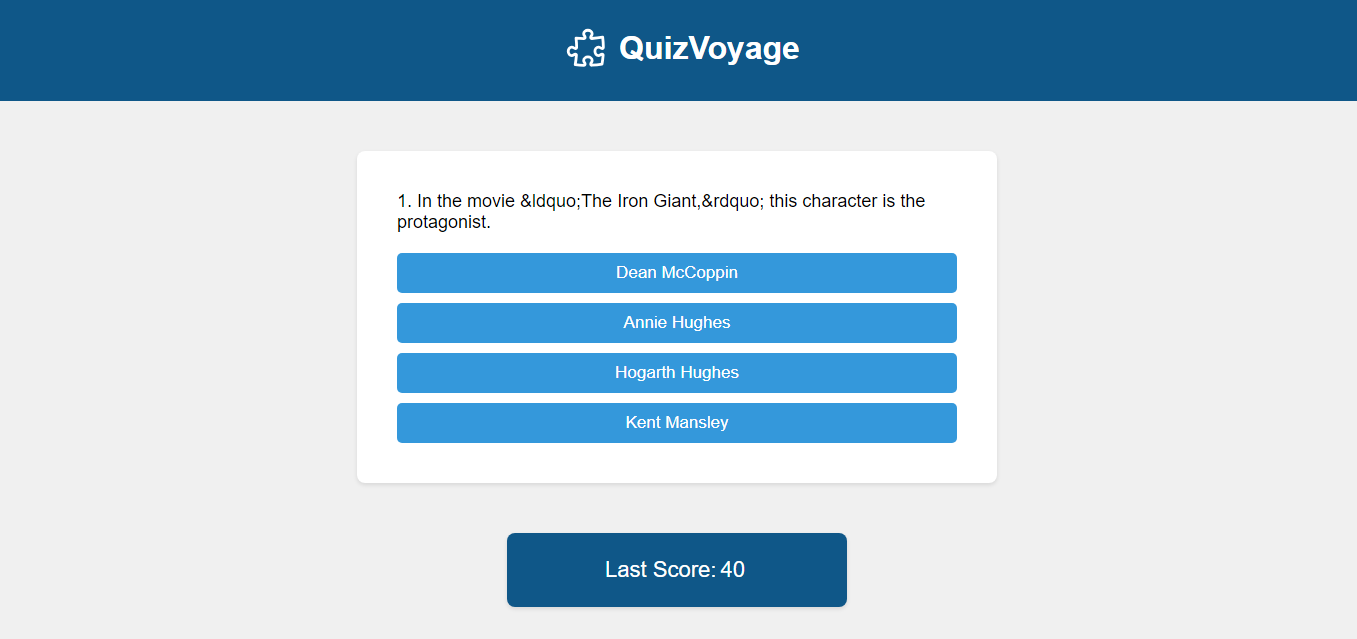 QuizVoyage
1. In the movie &ldquo;The Iron Giant,&rdquo; this character is the
protagonist.
Dean McCoppin
Annie Hughes
Hogarth Hughes
Kent Mansley
Last Score: 40